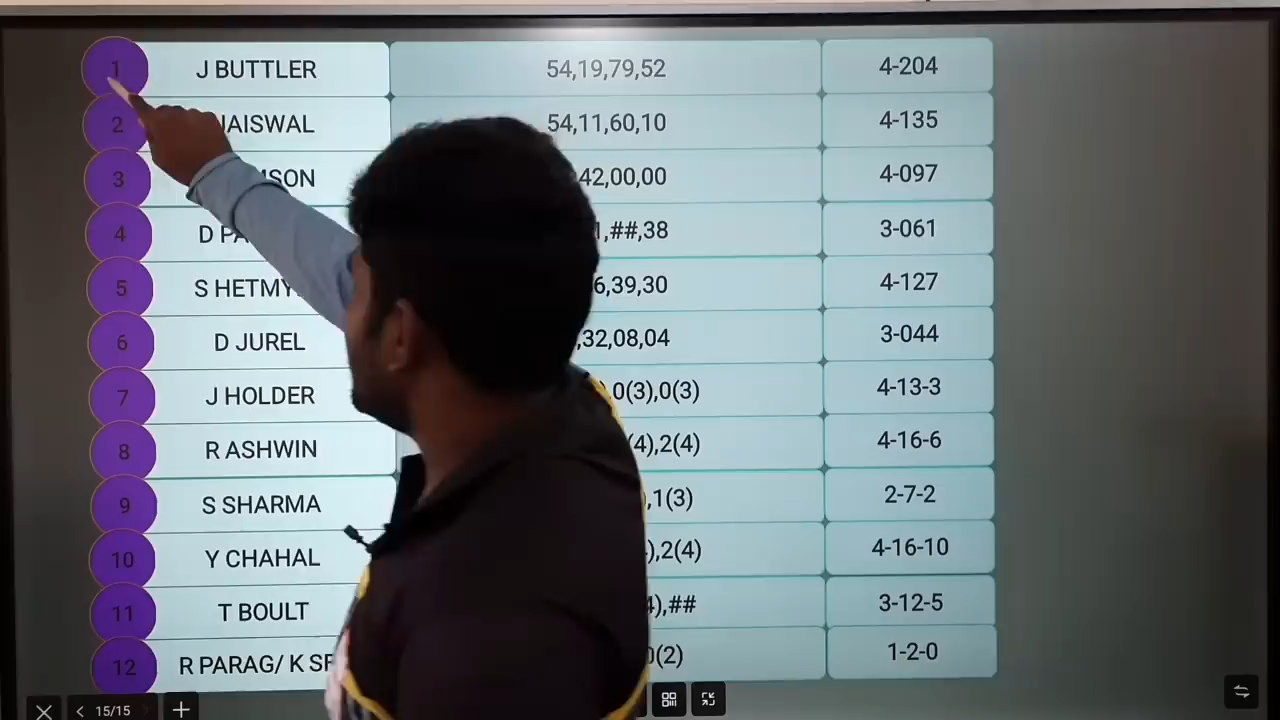 1 J BUTTLER 54,19,79,52 4-204
2 JAISWAL 54,11,60,10 4-135
3 42,00,00 4-097
4 D ,##,38 3-061
5 S ,39,30 4-127
6 D JUREL ,32,08,04 3-044
7 J HOLDER 0(3),0(3) 4-13-3
8 R ASHWIN (4),2(4) 4-16-6
9 S SHARMA ,1(3) 2-7-2
10 Y CHAHAL ),2(4) 4-16-10
11 T BOULT 4),## 3-12-5
12 R PARAG/ K (2) 1-2-0
15/15